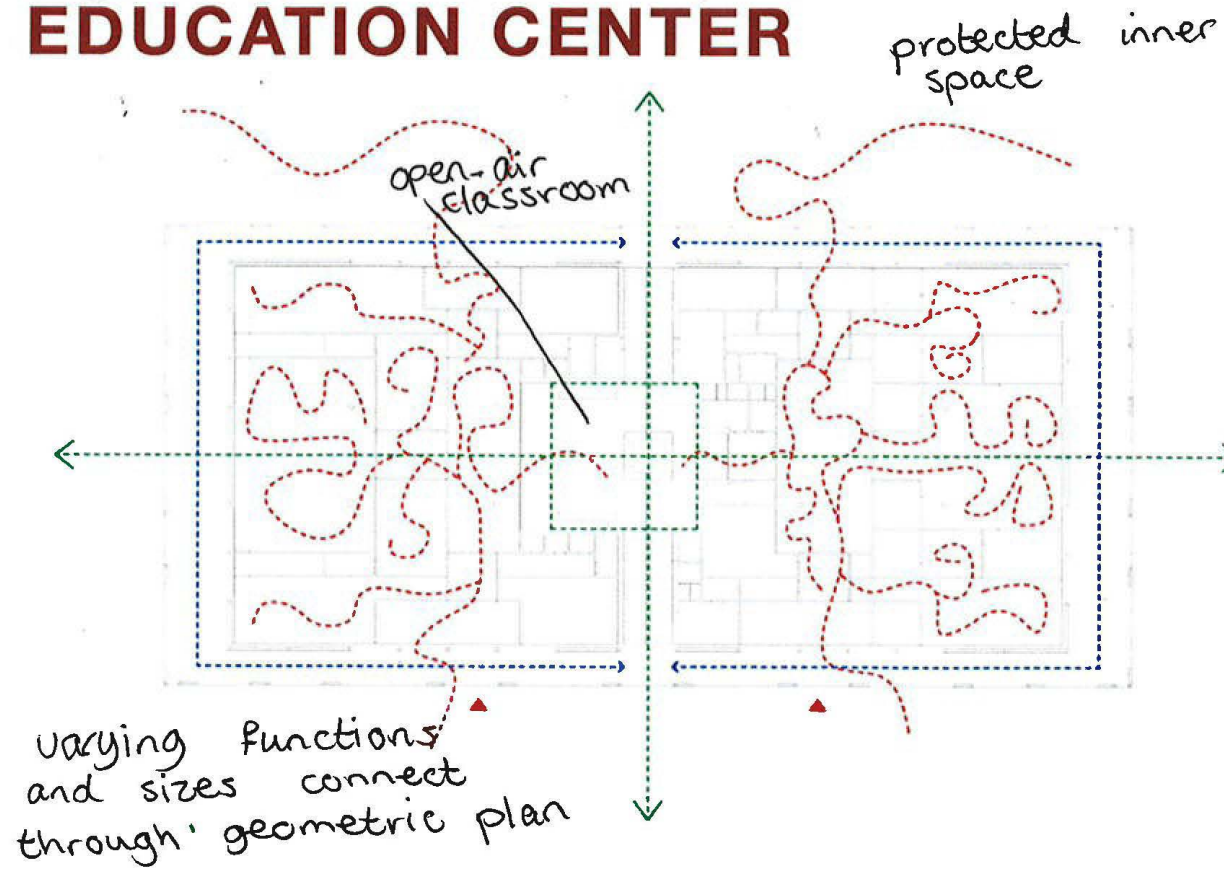 EDUCATION CENTER
protected inner
space
open-air
classroom
varying functions
and sizes connect
through geometric plan